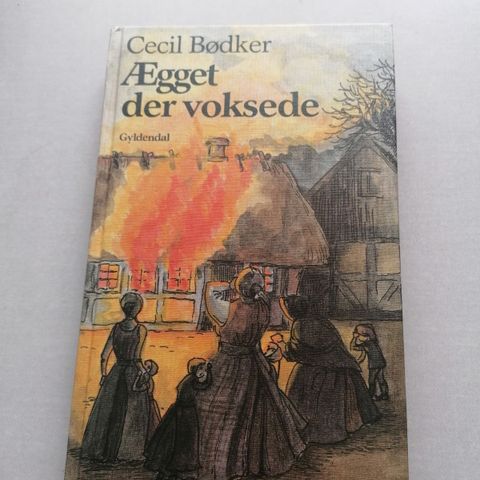 Cecil Bødker
Ægget
der voksede
Gyldendal